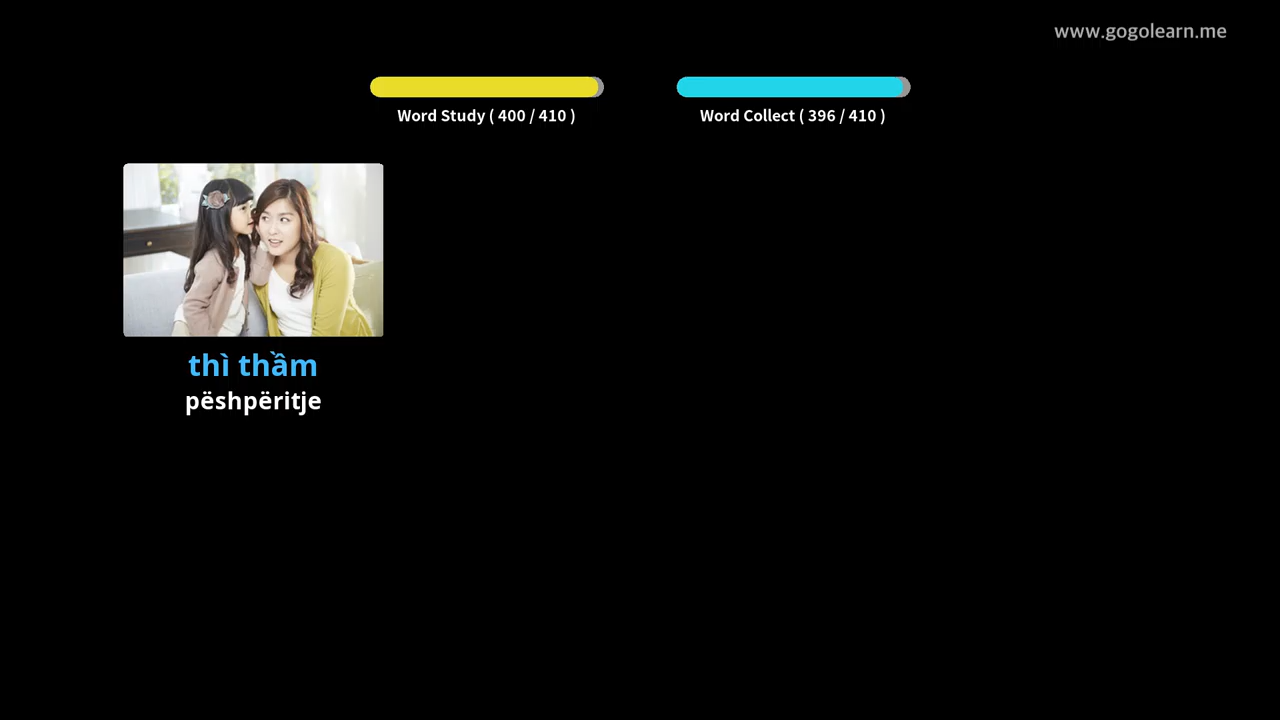 www.gogolearn.me
Word Study ( 400 / 410 )
Word Collect ( 396 / 410 )
thì thầm
pëshpëritje